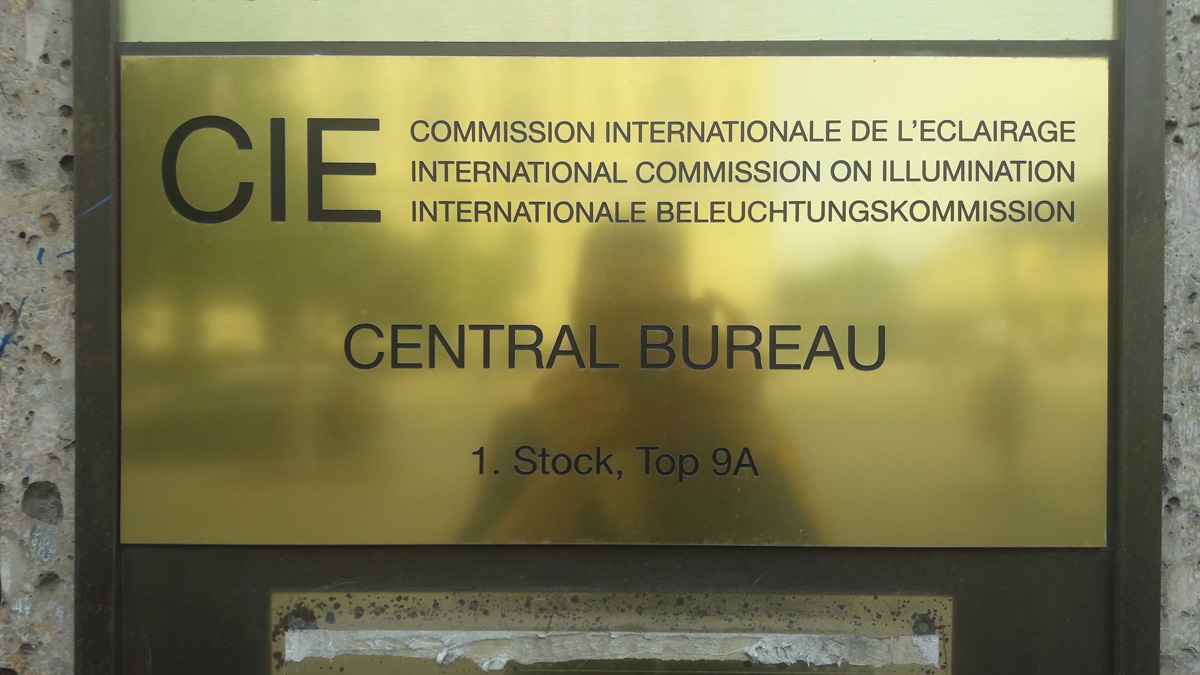 CIE
COMMISSION INTERNATIONALE DE L'ECLAIRAGE
INTERNATIONAL COMMISSION ON ILLUMINATION
INTERNATIONALE BELEUCHTUNGSKOMMISSION
CENTRAL BUREAU
1. Stock, Top 9A